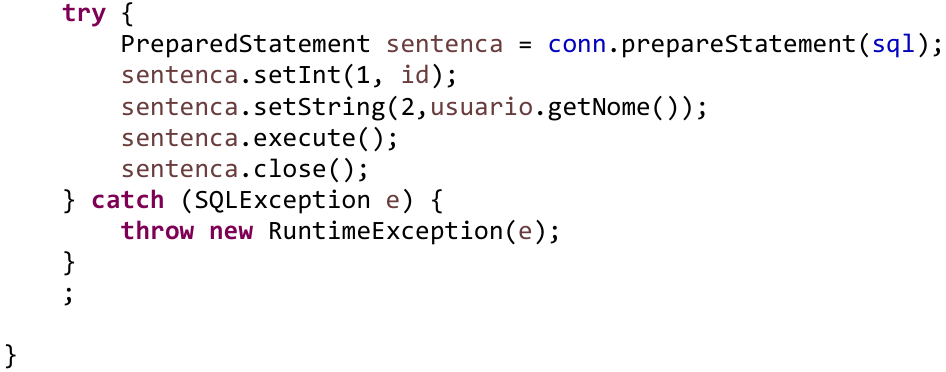 try {
PreparedStatement sentenca = conn.prepareStatement(sql);
sentenca.setInt(1, id);
sentenca.setString(2,usuario.getNome());
sentenca.execute();
sentenca.close();
} catch (SQLException e) {
throw new RuntimeException(e);
}
;
}